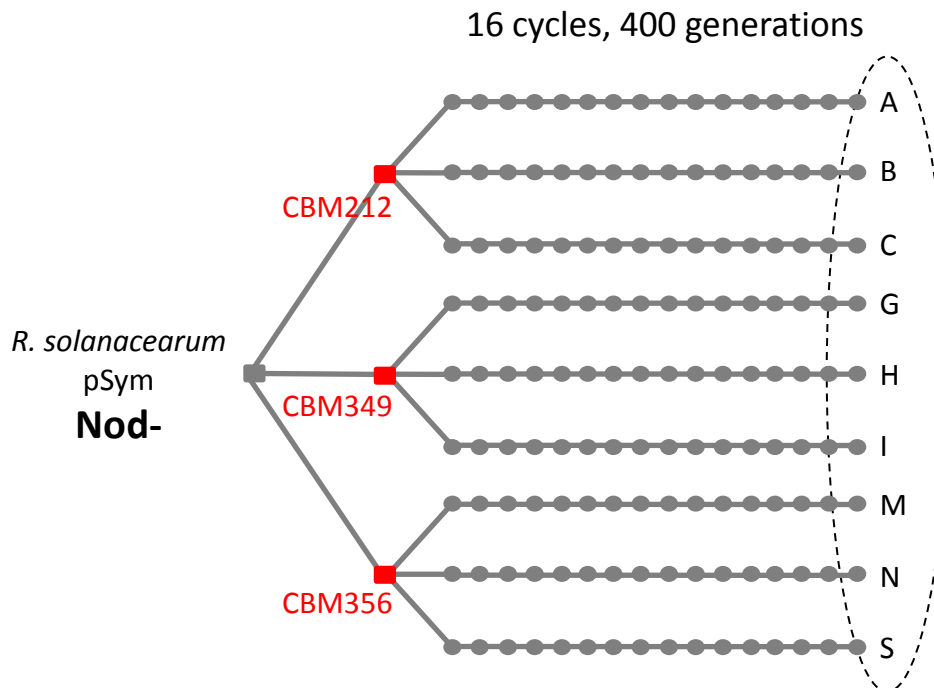 16 cycles, 400 generations
A
B
CBM212
C
G
R. solanacearum
pSym
Nod-
H
CBM349
I
M
N
CBM356
S